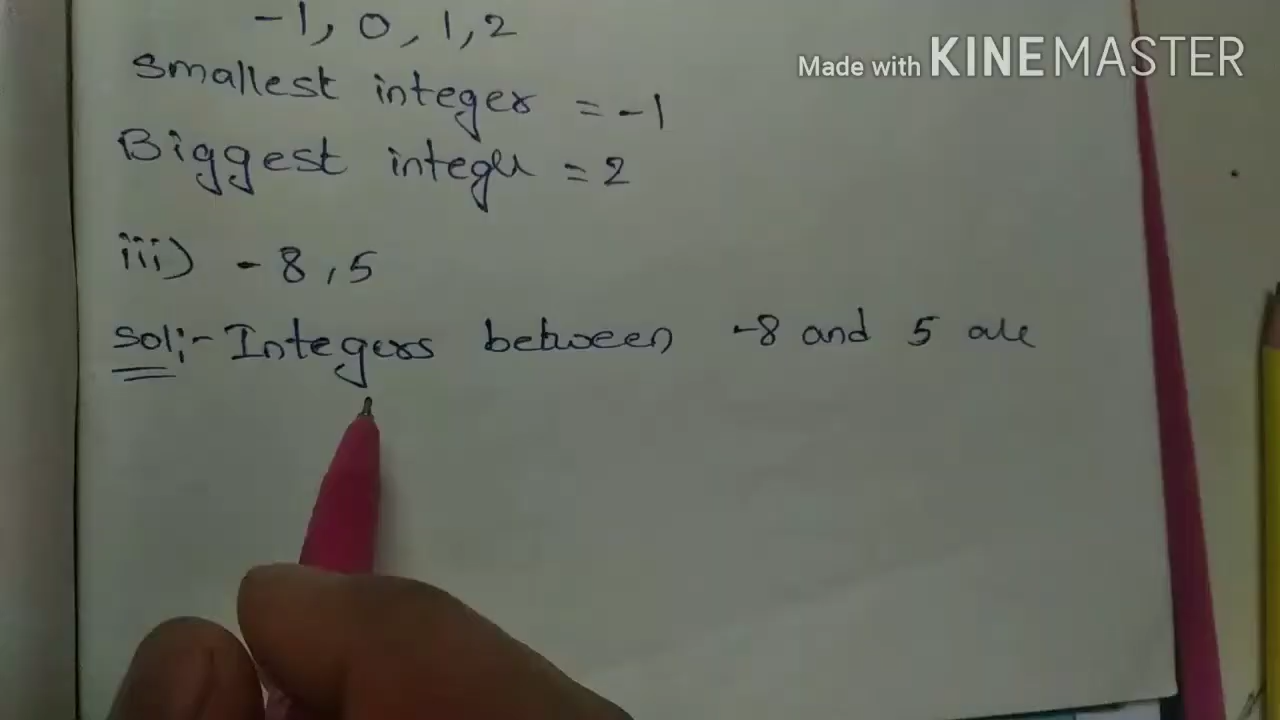 -1, 0, 1, 2
Made with KINEMASTER
Smallest integer = -1
Biggest integer = 2
iii) -8, 5
Sol:- Integers between -8 and 5 are